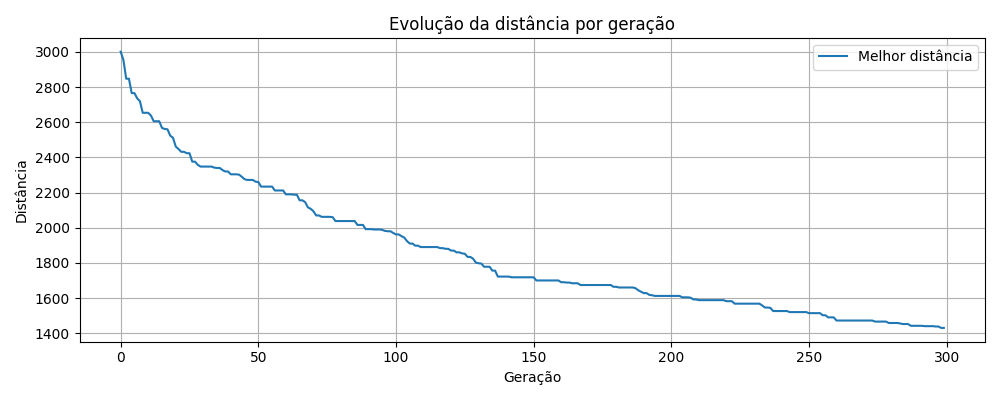 Evolução da distância por geração
Melhor distância
Distância
3000
2800
2600
2400
2200
2000
1800
1600
1400
0 50 100 150 200 250 300
Geração